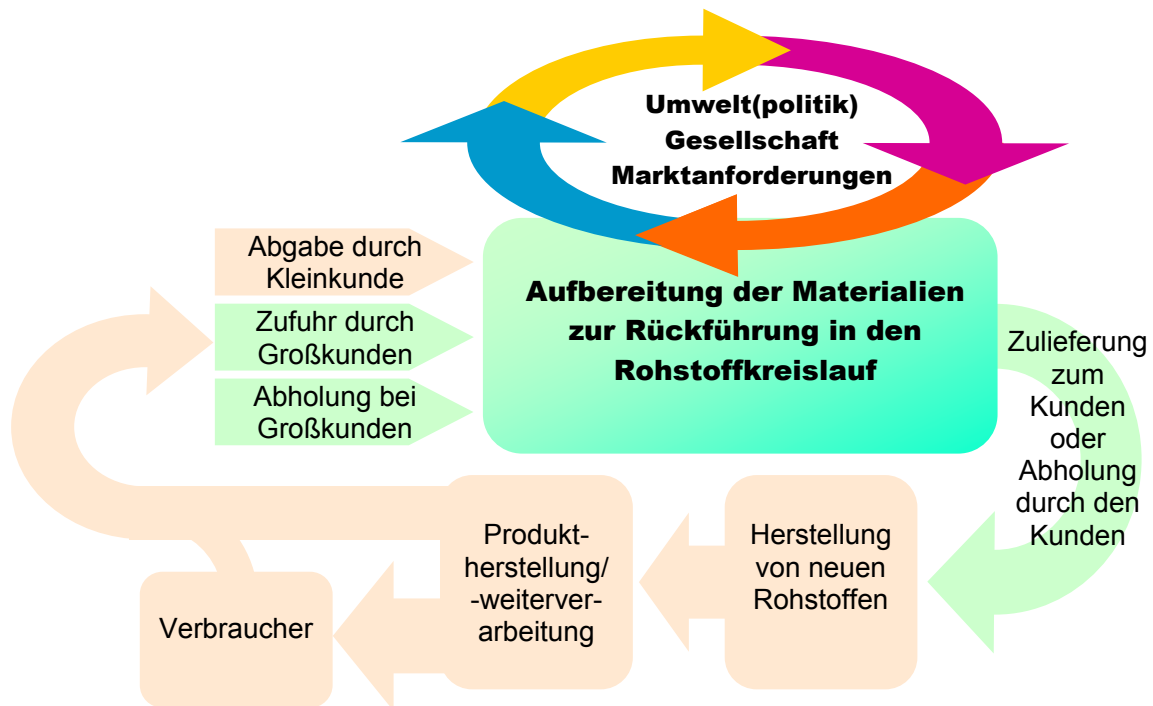 Umwelt(politik)
Gesellschaft
Marktanforderungen
Abgabe durch
Kleinkunde
Zufuhr durch
Großkunden
Abholung bei
Großkunden
Aufbereitung der Materialien
zur Rückführung in den
Rohstoffkreislauf
Zulieferung
zum
Kunden
oder
Abholung
durch den
Kunden
Herstellung
von neuen
Rohstoffen
Produkt-
herstellung/
-weiterver-
arbeitung
Verbraucher